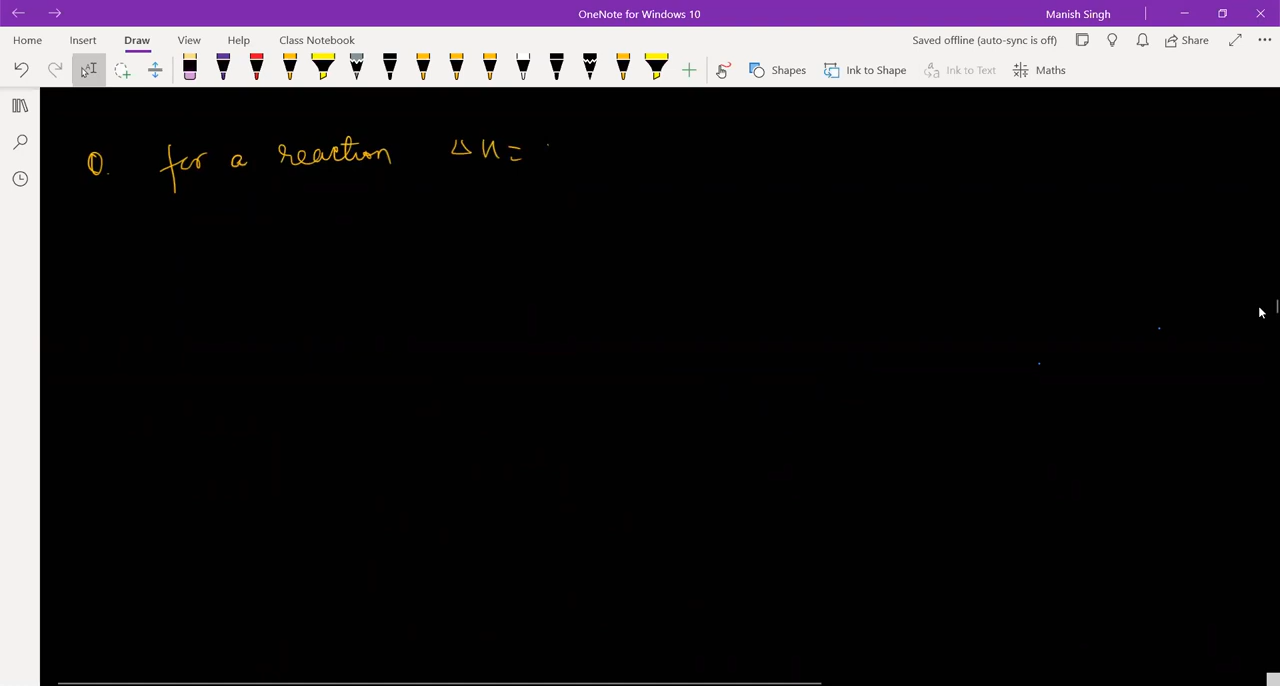 OneNote for Windows 10 Manish Singh
Home Insert Draw View Help Class Notebook Saved offline (auto-sync is off) Share
Shapes Ink to Shape Ink to Text Maths
Q. for a reaction ΔH =